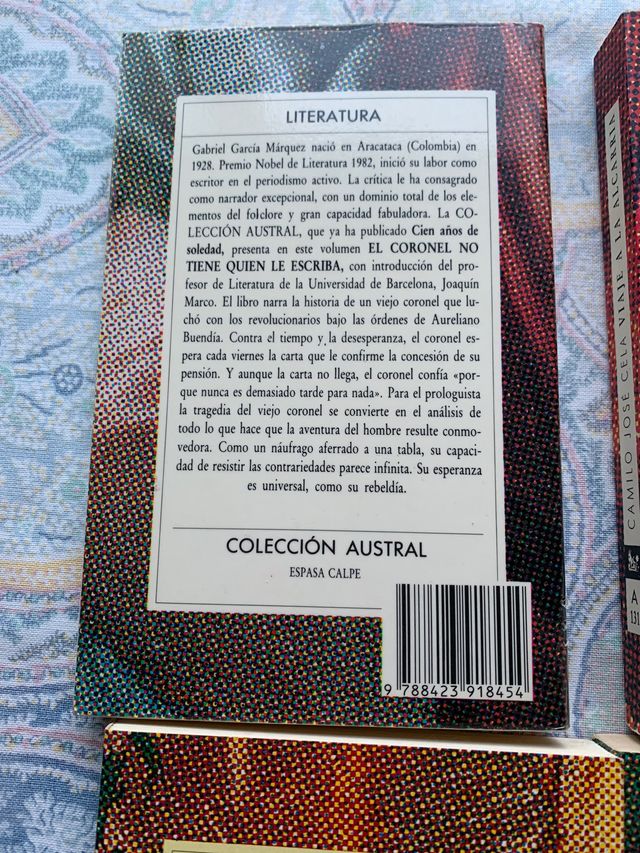 LITERATURA
Gabriel García Márquez nació en Aracataca (Colombia) en
1928. Premio Nobel de Literatura 1982, inició su labor como
escritor en el periodismo activo. La crítica le ha consagrado
como narrador excepcional, con un dominio total de los ele-
mentos del folclore y gran capacidad fabuladora. La CO-
LECCIÓN AUSTRAL, que ya ha publicado Cien años de
soledad, presenta en este volumen EL CORONEL NO
TIENE QUIEN LE ESCRIBA, con introducción del pro-
fesor de Literatura de la Universidad de Barcelona, Joaquín
Marco. El libro narra la historia de un viejo coronel que lu-
chó con los revolucionarios bajo las órdenes de Aureliano
Buendía. Contra el tiempo y la desesperanza, el coronel es-
pera cada viernes la carta que le confirme la concesión de su
pensión. Y aunque la carta no llega, el coronel confía «por-
que nunca es demasiado tarde para nada». Para el prologuista
la tragedia del viejo coronel se convierte en el análisis de
todo lo que hace que la aventura del hombre resulte conmo-
vedora. Como un náufrago aferrado a una tabla, su capaci-
dad de resistir las contrariedades parece infinita. Su esperanza
es universal, como su rebeldía.
COLECCIÓN AUSTRAL
ESPASA CALPE
9 788423 918454
CAMILO JOSÉ CELA VIAJE A LA ALCARRIA
A
131